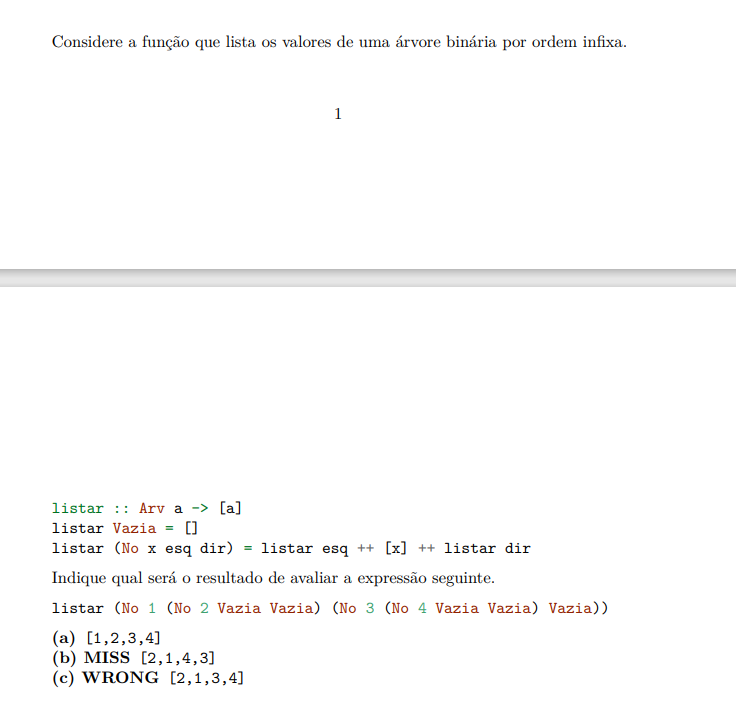 Considere a função que lista os valores de uma árvore binária por ordem infixa.
1
listar :: Arv a -> [a]
listar Vazia = []
listar (No x esq dir) = listar esq ++ [x] ++ listar dir
Indique qual será o resultado de avaliar a expressão seguinte.
listar (No 1 (No 2 Vazia Vazia) (No 3 (No 4 Vazia Vazia) Vazia))
(a) [1,2,3,4]
(b) MISS [2,1,4,3]
(c) WRONG [2,1,3,4]